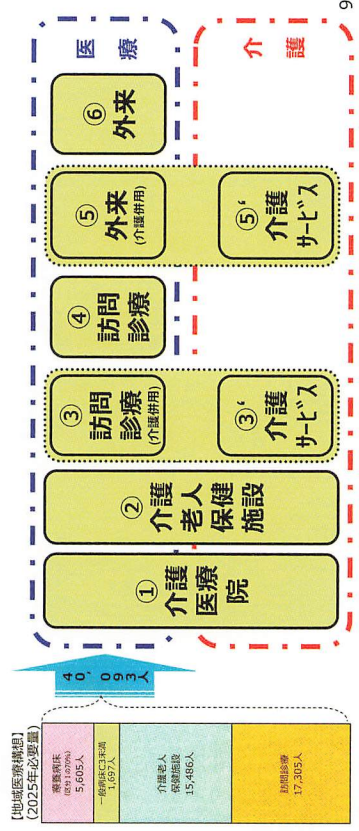 【地域医療構想】
(2025年必要量)
療養病床
(区分1の70%)
5,605人
一般病床C3未満
1,697人
介護老人
保健施設
15,486人
訪問診療
17,305人
40,093人
①
介護
医療
院
②
介護
老人
保健
施設
③
訪問
診療
(介護併用)
③'
介護
サービス
④
訪問
診療
⑤
外来
(介護併用)
⑤'
介護
サービス
⑥
外来
医療
介護
9